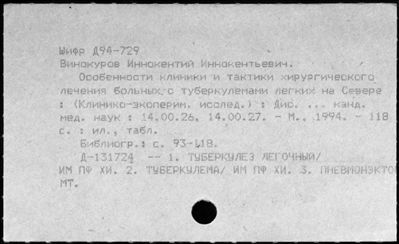 Шифр Д94-729
Винокуров Иннокентий Иннокентьевич.
Особенности клиники и тактики хирургического
лечения больных с туберкулемами легких на Севере
: (Клинико-эксперим. исслед.) : Дис. ... канд.
мед. наук : 14.00.26, 14.00.27. - М., 1994. - 118
с. : ил., табл.
Библиогр.: с. 93-118.
Д-131724 -- 1. ТУБЕРКУЛЕЗ ЛЕГОЧНЫЙ/
ИМ ПФ ХИ. 2. ТУБЕРКУЛЕМА/ ИМ ПФ ХИ. 3. ПНЕВМОНЭКТО
МТ.